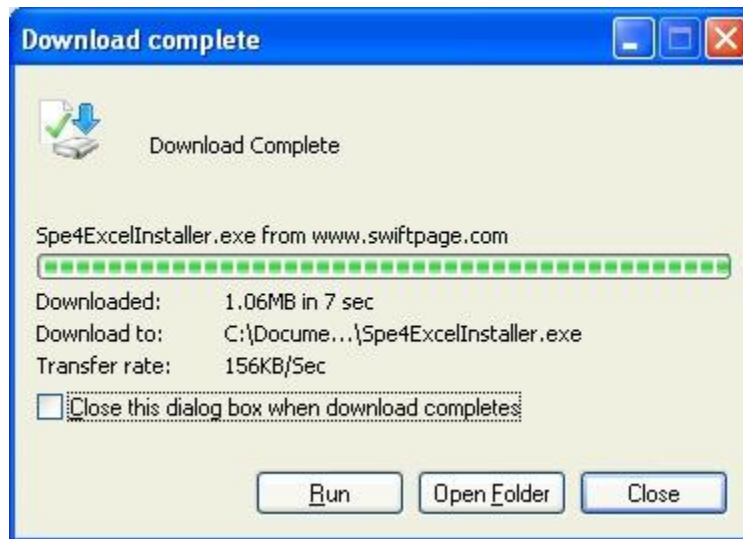 Download complete
Download Complete
Spe4ExcelInstaller.exe from www.swiftpage.com
Downloaded: 1.06MB in 7 sec
Download to: C:\Docume...\Spe4ExcelInstaller.exe
Transfer rate: 156KB/Sec
Close this dialog box when download completes
Run Open Folder Close